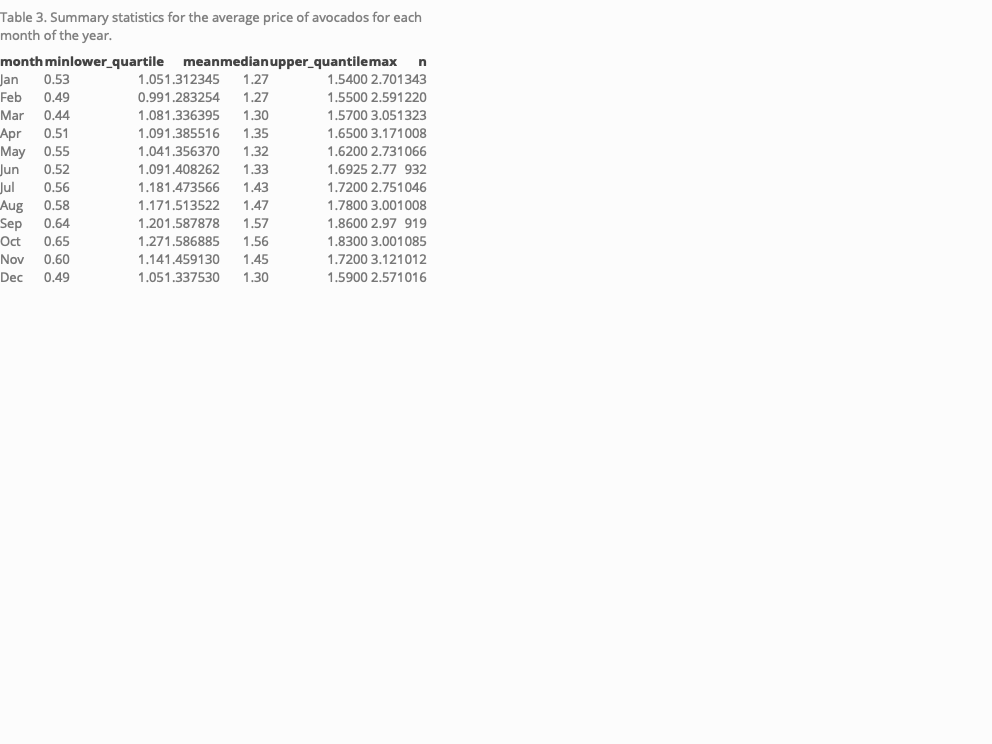 Table 3. Summary statistics for the average price of avocados for each
month of the year.
month min lower_quartile mean median upper_quantile max n
Jan 0.53 1.05 1.312345 1.27 1.5400 2.70 1343
Feb 0.49 0.99 1.283254 1.27 1.5500 2.59 1220
Mar 0.44 1.08 1.336395 1.30 1.5700 3.05 1323
Apr 0.51 1.09 1.385516 1.35 1.6500 3.17 1008
May 0.55 1.04 1.356370 1.32 1.6200 2.73 1066
Jun 0.52 1.09 1.408262 1.33 1.6925 2.77 932
Jul 0.56 1.18 1.473566 1.43 1.7200 2.75 1046
Aug 0.58 1.17 1.513522 1.47 1.7800 3.00 1008
Sep 0.64 1.20 1.587878 1.57 1.8600 2.97 919
Oct 0.65 1.27 1.586885 1.56 1.8300 3.00 1085
Nov 0.60 1.14 1.459130 1.45 1.7200 3.12 1012
Dec 0.49 1.05 1.337530 1.30 1.5900 2.57 1016